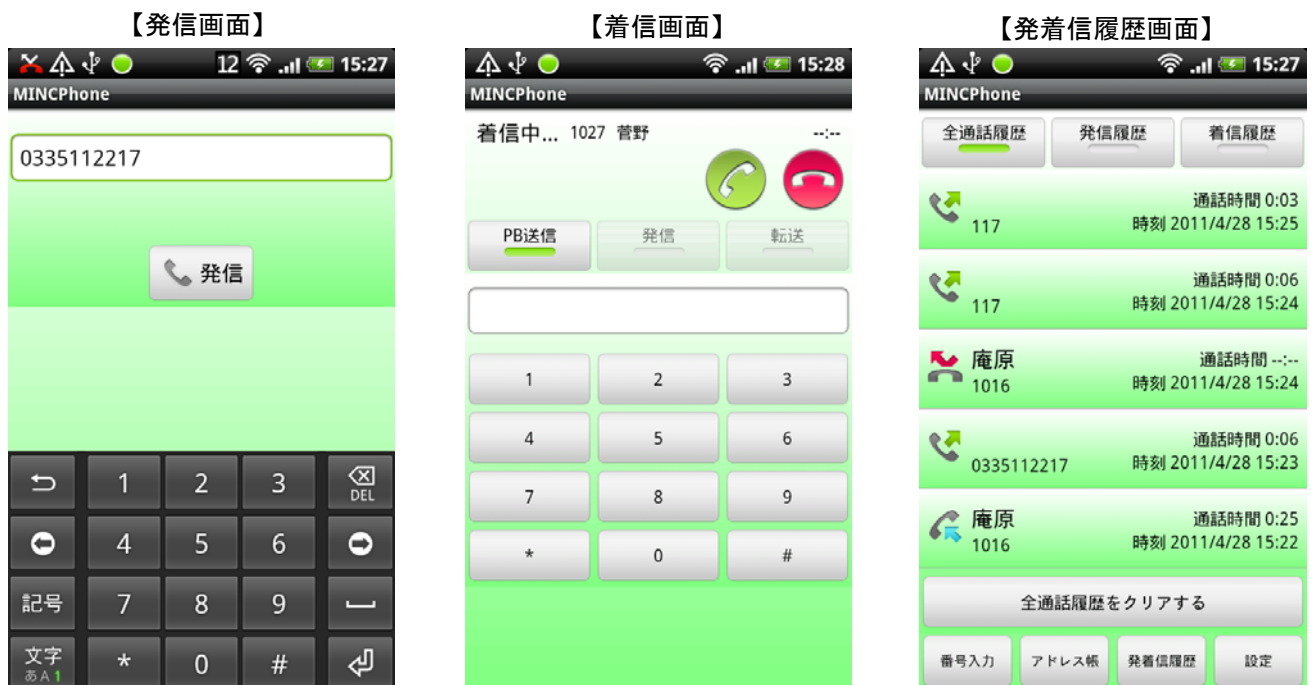 【発信画面】
12 15:27
MINCPhone
0335112217
発信
1 2 3 DEL
4 5 6
記号 7 8 9
文字 あA1 * 0 #
【着信画面】
15:28
MINCPhone
着信中... 1027 菅野 --:--
PB送信 発信 転送
1 2 3
4 5 6
7 8 9
* 0 #
【発着信履歴画面】
15:27
MINCPhone
全通話履歴 発信履歴 着信履歴
通話時間 0:03
117 時刻 2011/4/28 15:25
通話時間 0:06
117 時刻 2011/4/28 15:24
庵原 通話時間 --:--
1016 時刻 2011/4/28 15:24
通話時間 0:06
0335112217 時刻 2011/4/28 15:23
庵原 通話時間 0:25
1016 時刻 2011/4/28 15:22
全通話履歴をクリアする
番号入力 アドレス帳 発着信履歴 設定